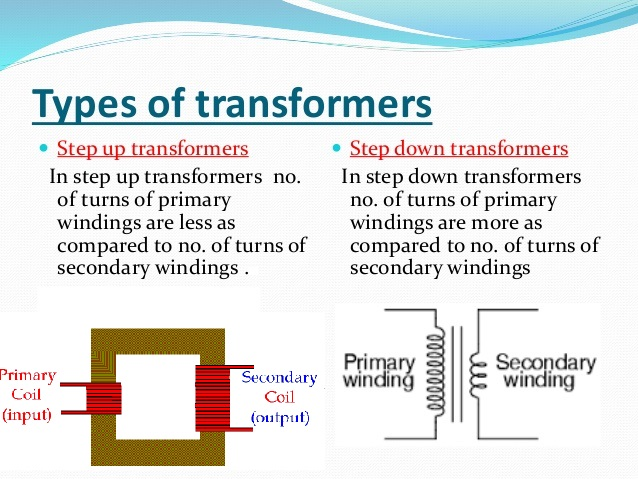 Types of transformers
• Step up transformers
In step up transformers no.
of turns of primary
windings are less as
compared to no. of turns of
secondary windings .
• Step down transformers
In step down transformers
no. of turns of primary
windings are more as
compared to no. of turns of
secondary windings
Primary
Coil
(input)
Secondary
Coil
(output)
Primary
winding
Secondary
winding